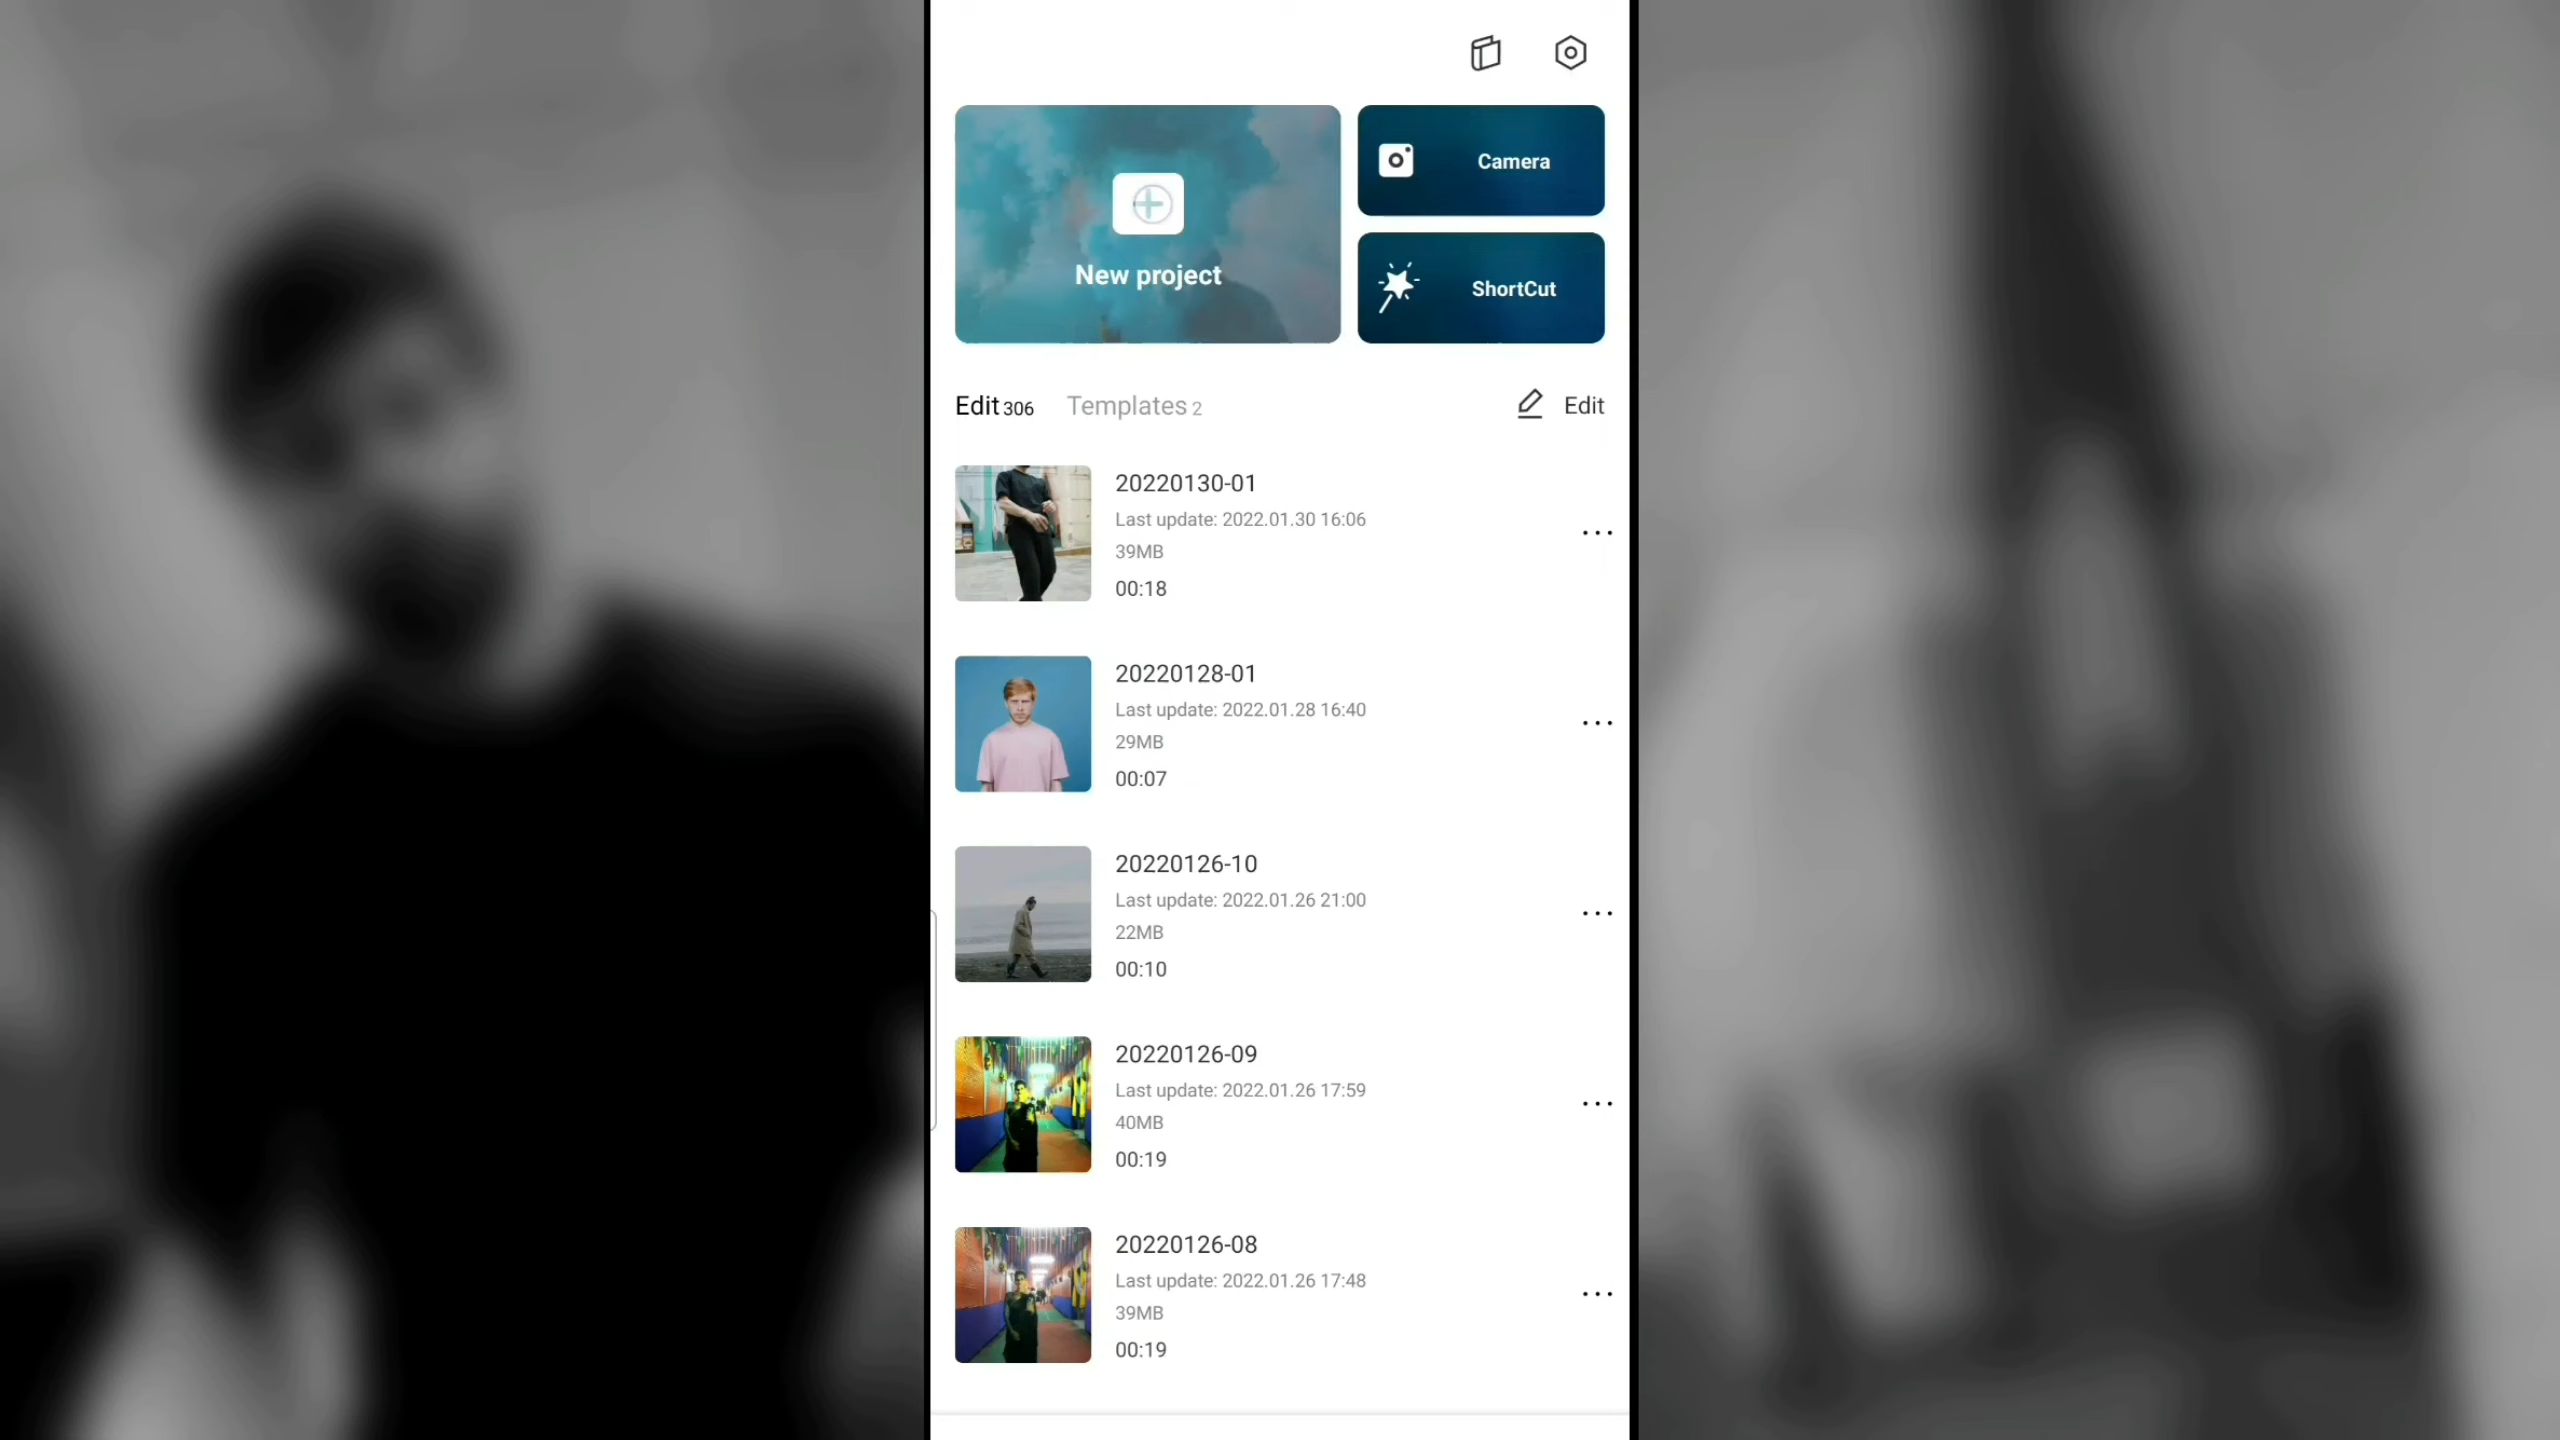 Camera
New project
ShortCut
Edit 306
Templates 2
Edit
20220130-01
Last update: 2022.01.30 16:06
39MB
00:18
20220128-01
Last update: 2022.01.28 16:40
29MB
00:07
20220126-10
Last update: 2022.01.26 21:00
22MB
00:10
20220126-09
Last update: 2022.01.26 17:59
40MB
00:19
20220126-08
Last update: 2022.01.26 17:48
39MB
00:19